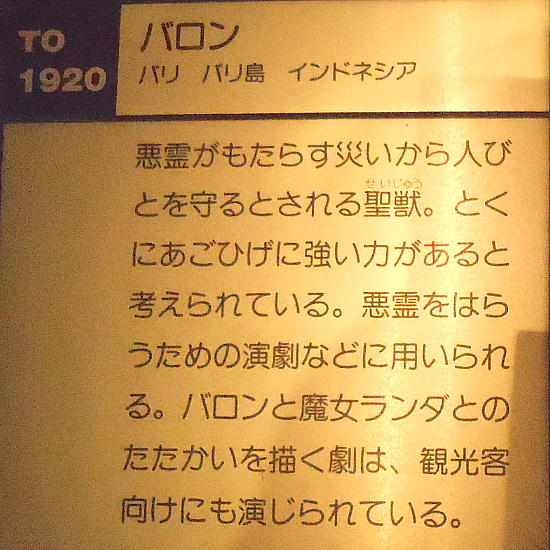 TO
1920
バロン
バリ バリ島 インドネシア
悪霊がもたらす災いから人び
せいじゅう
とを守るとされる聖獣。とく
にあごひげに強い力があると
考えられている。悪霊をはら
うための演劇などに用いられ
る。バロンと魔女ランダとの
たたかいを描く劇は、観光客
向けにも演じられている。